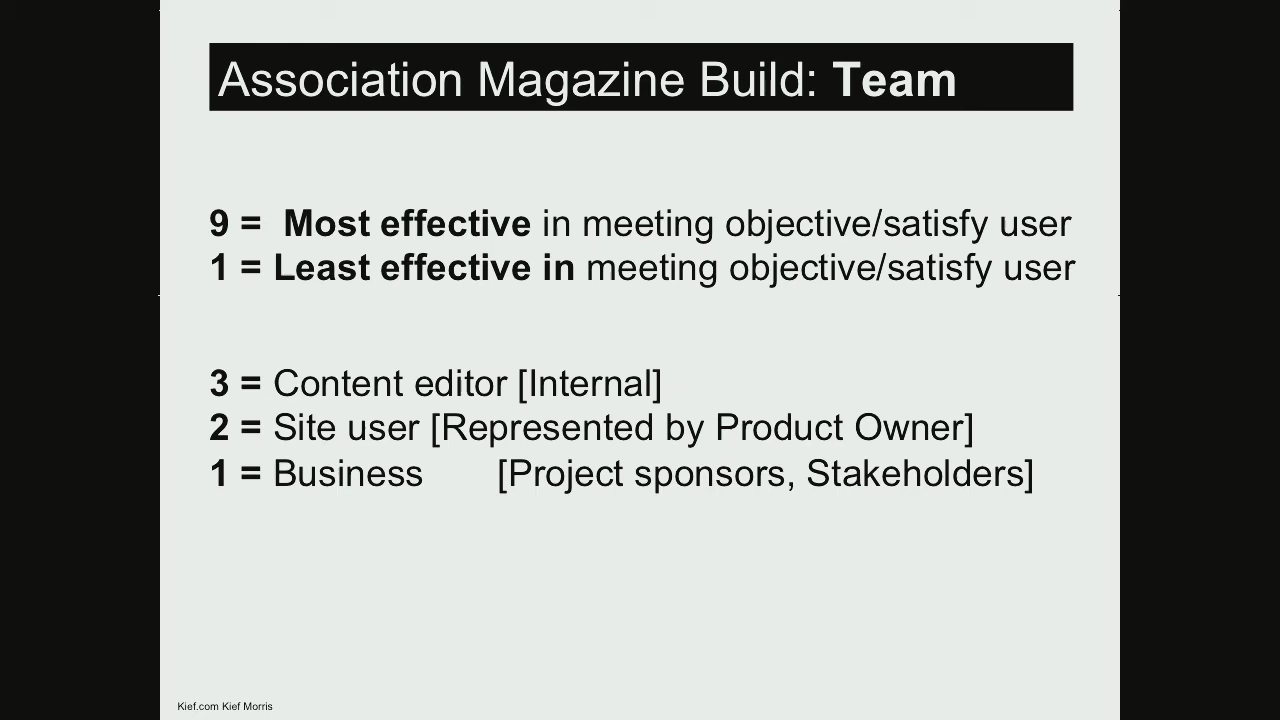 Association Magazine Build: Team
9 = Most effective in meeting objective/satisfy user
1 = Least effective in meeting objective/satisfy user
3 = Content editor [Internal]
2 = Site user [Represented by Product Owner]
1 = Business [Project sponsors, Stakeholders]
Kief.com Kief Morris